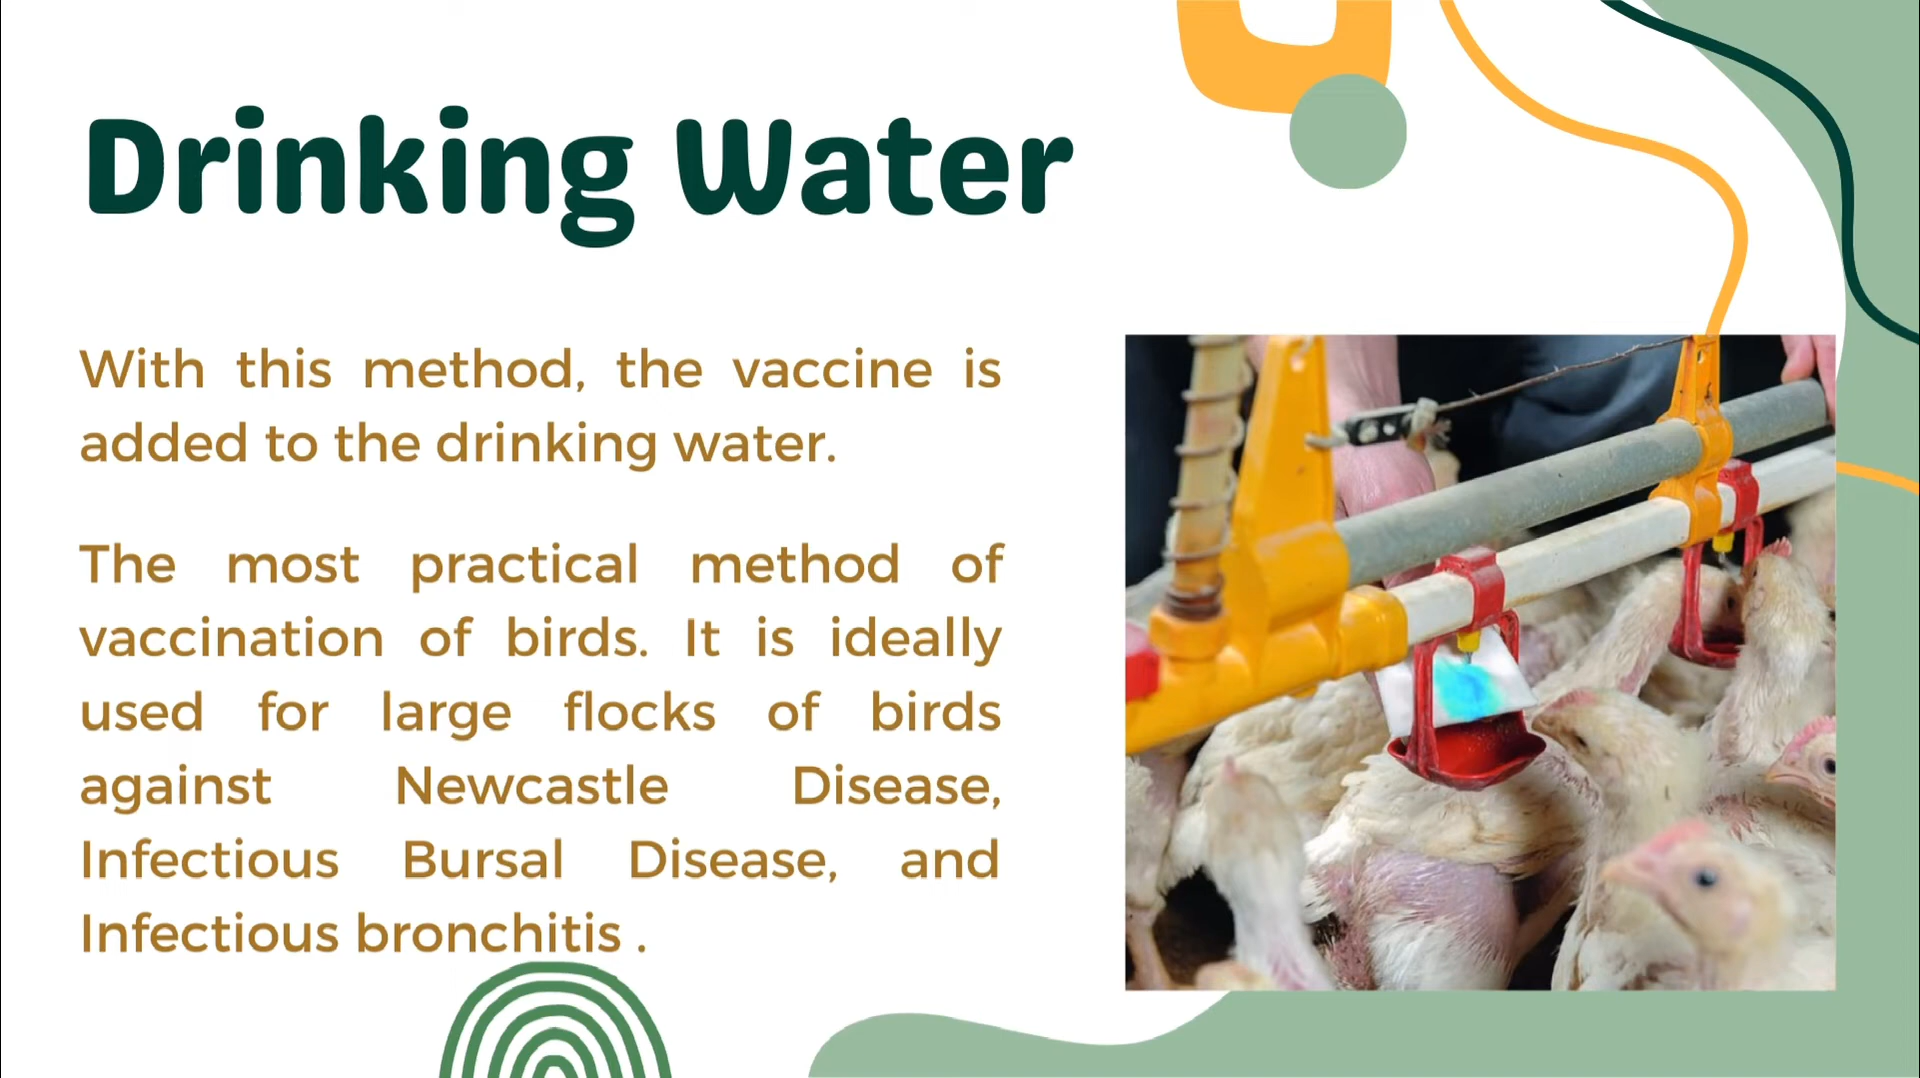 Drinking Water
With this method, the vaccine is
added to the drinking water.
The most practical method of
vaccination of birds. It is ideally
used for large flocks of birds
against Newcastle Disease,
Infectious Bursal Disease, and
Infectious bronchitis .